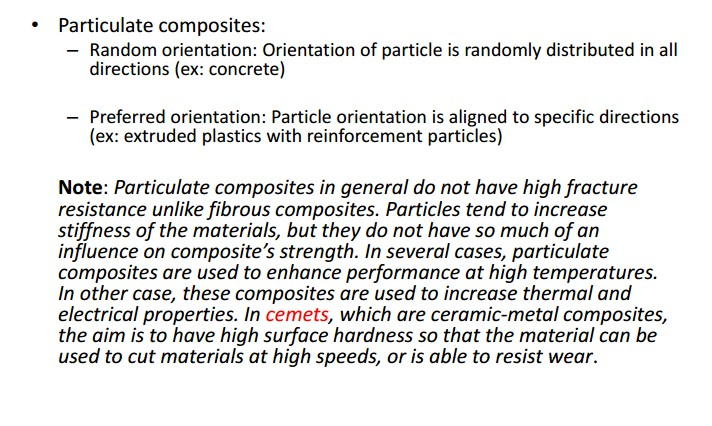 • Particulate composites:
– Random orientation: Orientation of particle is randomly distributed in all
directions (ex: concrete)
– Preferred orientation: Particle orientation is aligned to specific directions
(ex: extruded plastics with reinforcement particles)
Note: Particulate composites in general do not have high fracture
resistance unlike fibrous composites. Particles tend to increase
stiffness of the materials, but they do not have so much of an
influence on composite’s strength. In several cases, particulate
composites are used to enhance performance at high temperatures.
In other case, these composites are used to increase thermal and
electrical properties. In cemets, which are ceramic-metal composites,
the aim is to have high surface hardness so that the material can be
used to cut materials at high speeds, or is able to resist wear.